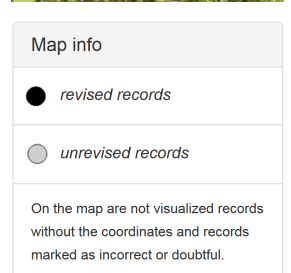 Map info
revised records
unrevised records
On the map are not visualized records
without the coordinates and records
marked as incorrect or doubtful.